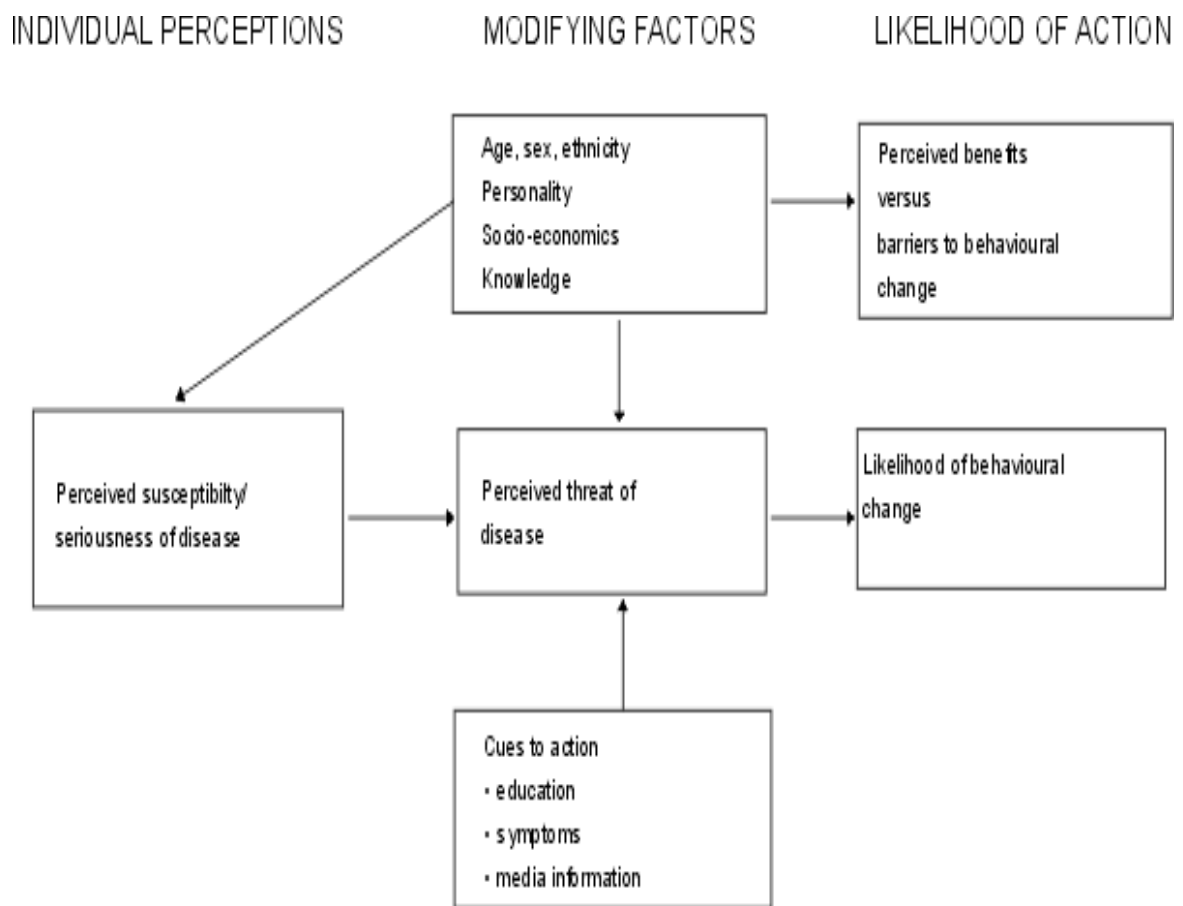 INDIVIDUAL PERCEPTIONS
MODIFYING FACTORS
LIKELIHOOD OF ACTION
Age, sex, ethnicity
Personality
Socio-economics
Knowledge
Perceived benefits
versus
barriers to behavioural
change
Perceived susceptibilty/
seriousness of disease
Perceived threat of
disease
Likelihood of behavioural
change
Cues to action
• education
• symptoms
• media information